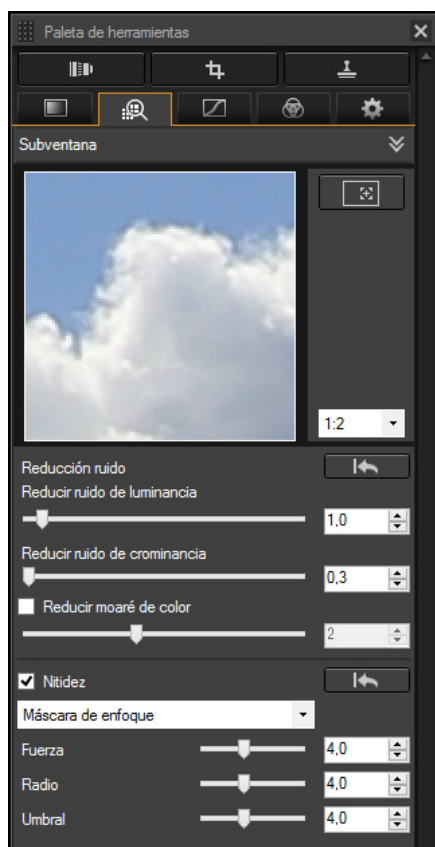 Paleta de herramientas
Subventana
1:2
Reducción ruido
Reducir ruido de luminancia
1,0
Reducir ruido de crominancia
0,3
Reducir moaré de color
2
Nitidez
Máscara de enfoque
Fuerza 4,0
Radio 4,0
Umbral 4,0